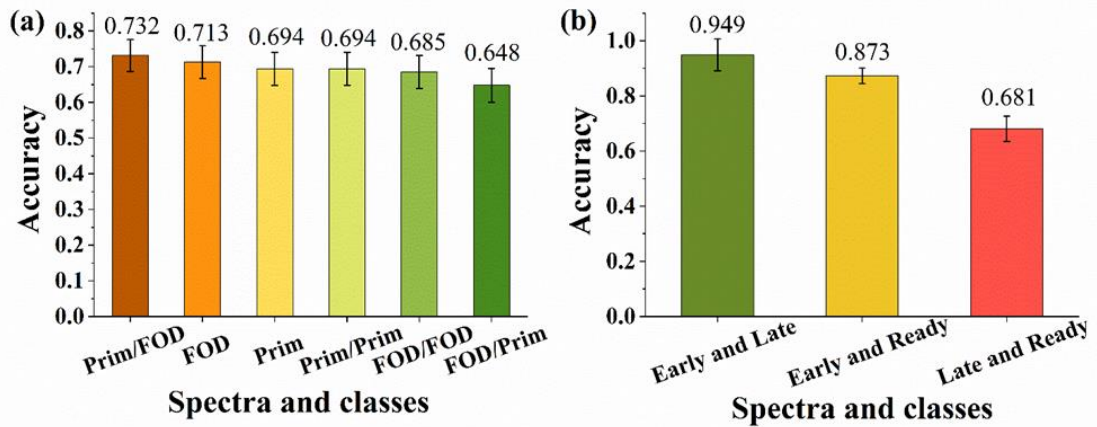 (a)
0.732
0.713
0.694
0.694
0.685
0.648
0.8
0.7
0.6
0.5
0.4
0.3
0.2
0.1
0.0
Accuracy
Prim/FOD
FOD
Prim
Prim/Prim
FOD/FOD
FOD/Prim
Spectra and classes
(b)
0.949
0.873
0.681
1.0
0.8
0.6
0.4
0.2
0.0
Accuracy
Early and Late
Early and Ready
Late and Ready
Spectra and classes